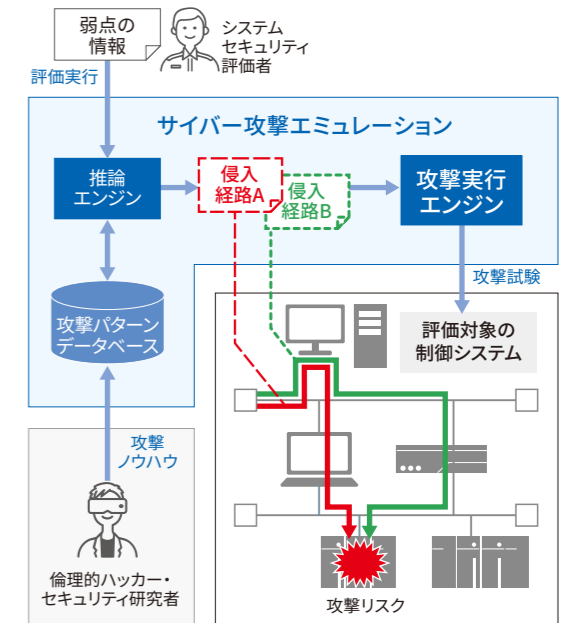 弱点の
情報
システム
セキュリティ
評価者
評価実行
サイバー攻撃エミュレーション
推論
エンジン
侵入
経路A
侵入
経路B
攻撃実行
エンジン
攻撃試験
攻撃パターン
データベース
評価対象の
制御システム
攻撃
ノウハウ
倫理的ハッカー・
セキュリティ研究者
攻撃リスク